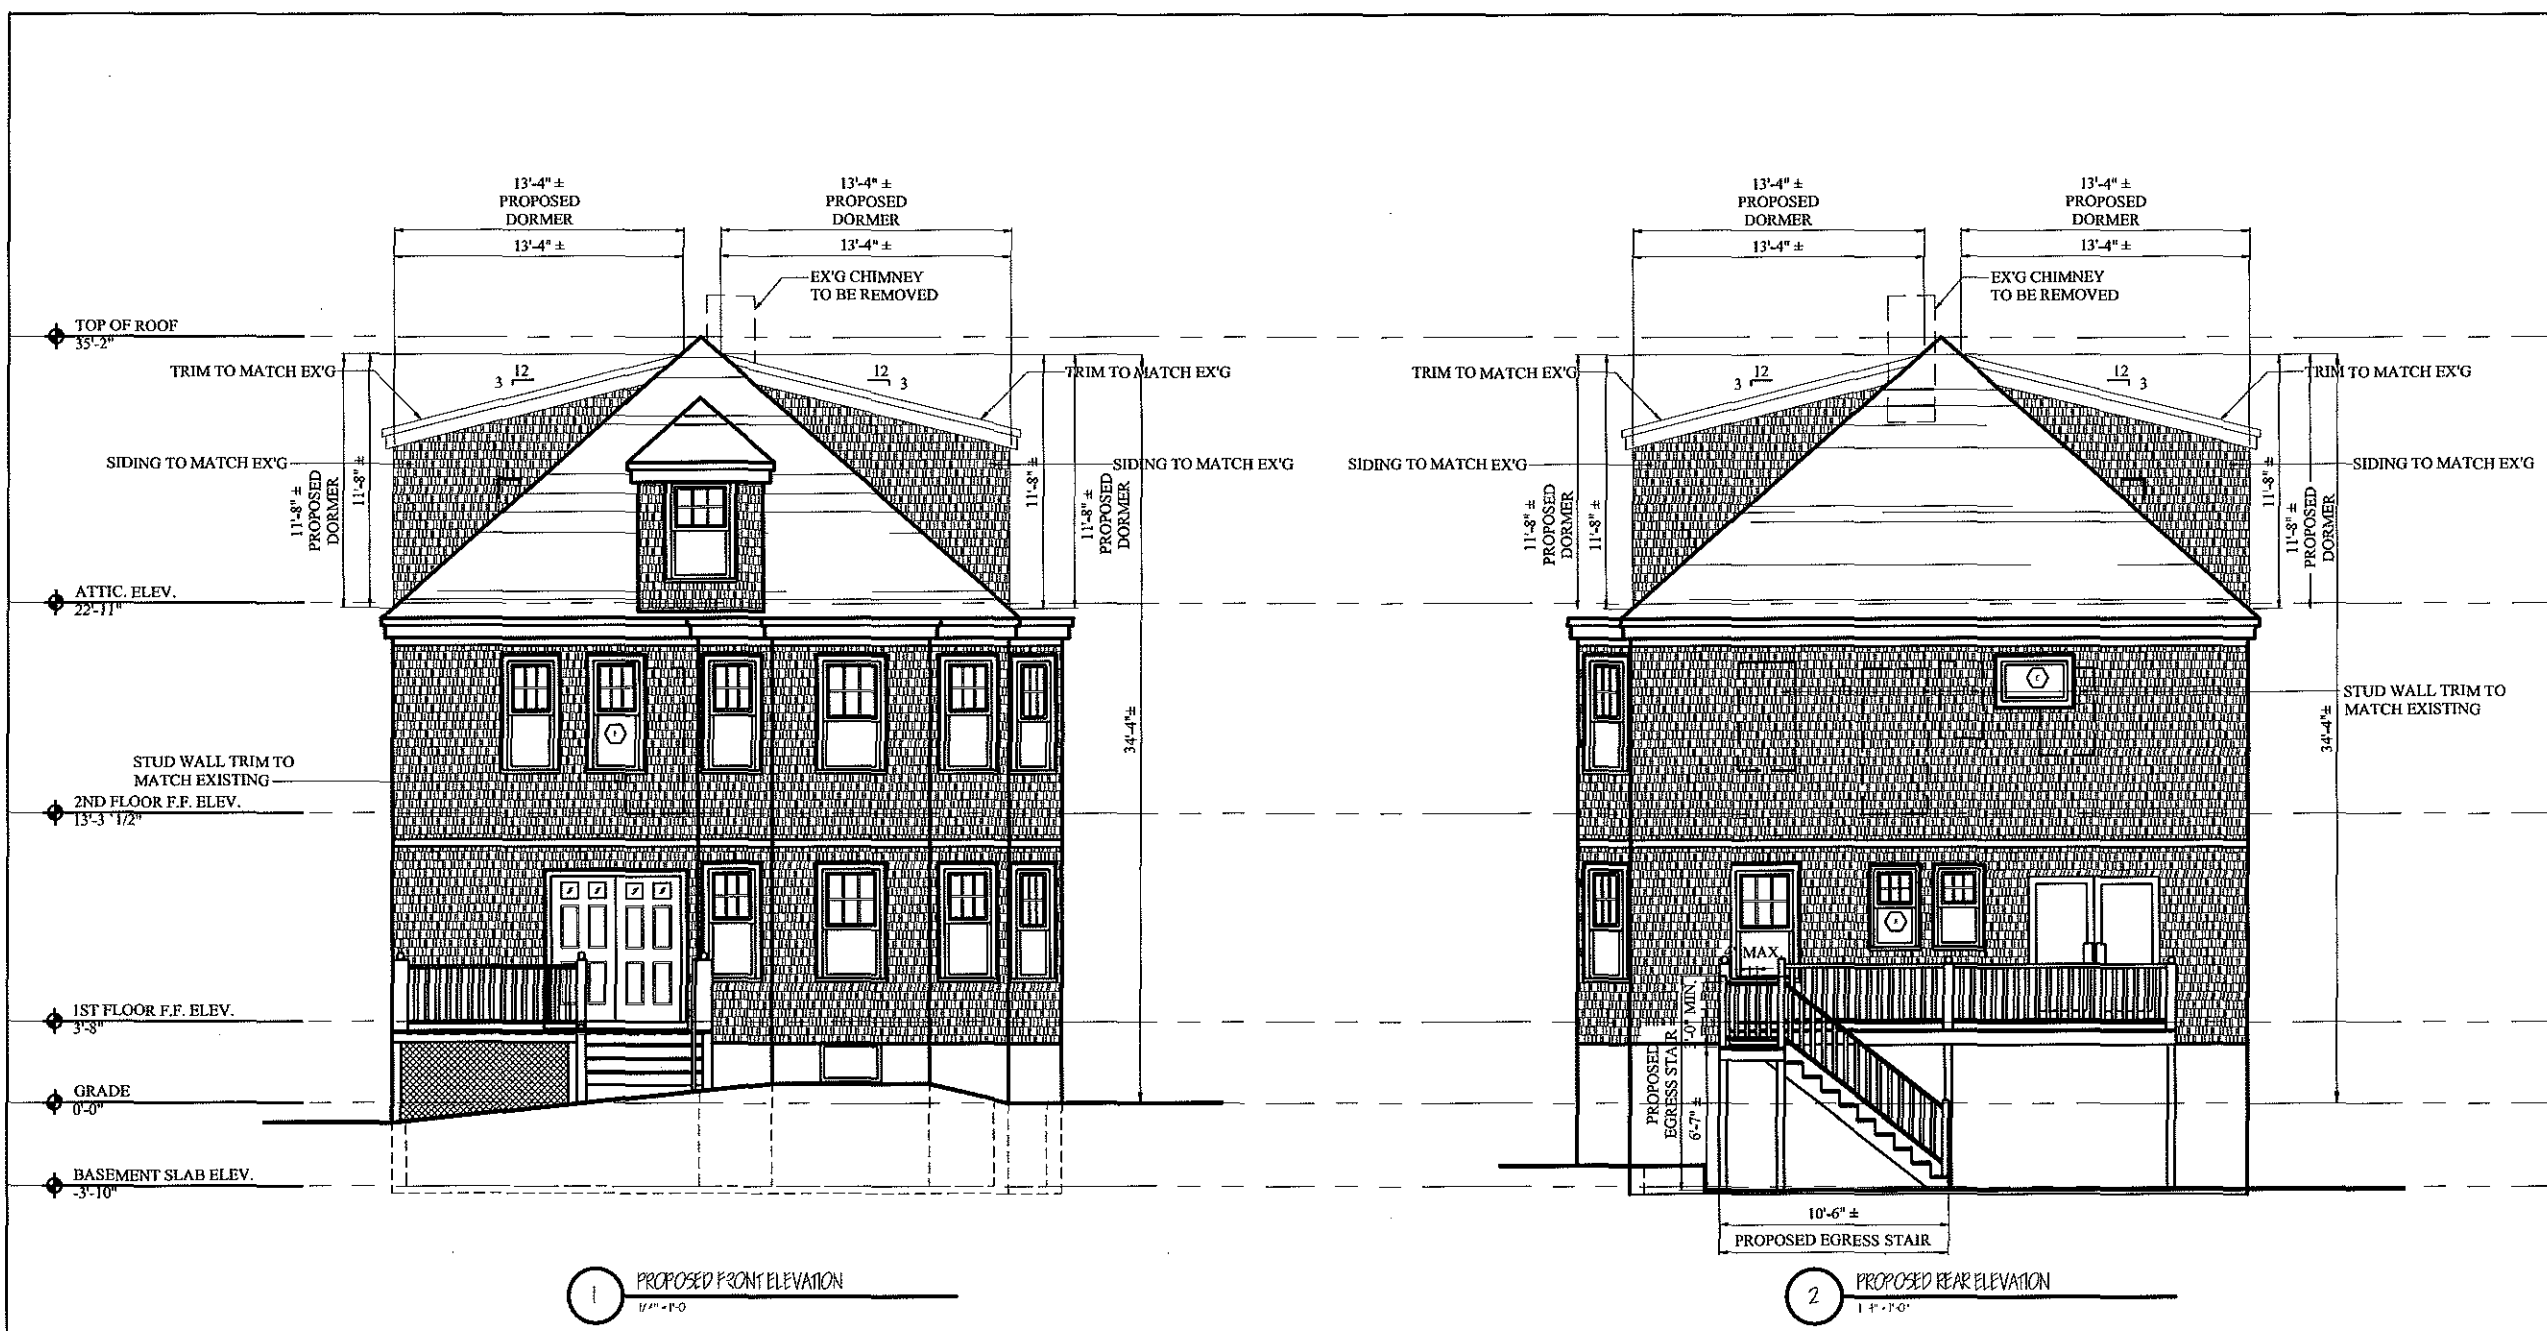 13'-4" ±
PROPOSED
DORMER
13'-4" ±
13'-4" ±
PROPOSED
DORMER
13'-4" ±
EX'G CHIMNEY
TO BE REMOVED
TOP OF ROOF
35'-2"
TRIM TO MATCH EX'G
12
3
12
3
TRIM TO MATCH EX'G
SIDING TO MATCH EX'G
SIDING TO MATCH EX'G
11'-8" ±
PROPOSED
DORMER
11'-8" ±
11'-8" ±
11'-8" ±
PROPOSED
DORMER
ATTIC. ELEV.
22'-11"
34'-4"±
STUD WALL TRIM TO
MATCH EXISTING
2ND FLOOR F.F. ELEV.
13'-3 1/2"
1ST FLOOR F.F. ELEV.
3'-8"
GRADE
0'-0"
BASEMENT SLAB ELEV.
-3'-10"
1
PROPOSED FRONT ELEVATION
13'-4" ±
PROPOSED
DORMER
13'-4" ±
13'-4" ±
PROPOSED
DORMER
13'-4" ±
EX'G CHIMNEY
TO BE REMOVED
TRIM TO MATCH EX'G
12
3
12
3
TRIM TO MATCH EX'G
SIDING TO MATCH EX'G
SIDING TO MATCH EX'G
11'-8" ±
PROPOSED
DORMER
11'-8" ±
11'-8" ±
11'-8" ±
PROPOSED
DORMER
STUD WALL TRIM TO
MATCH EXISTING
34'-4"±
MAX
MIN.
PROPOSED
EGRESS STAIR
6'-7" ±
10'-6" ±
PROPOSED EGRESS STAIR
2
PROPOSED REAR ELEVATION